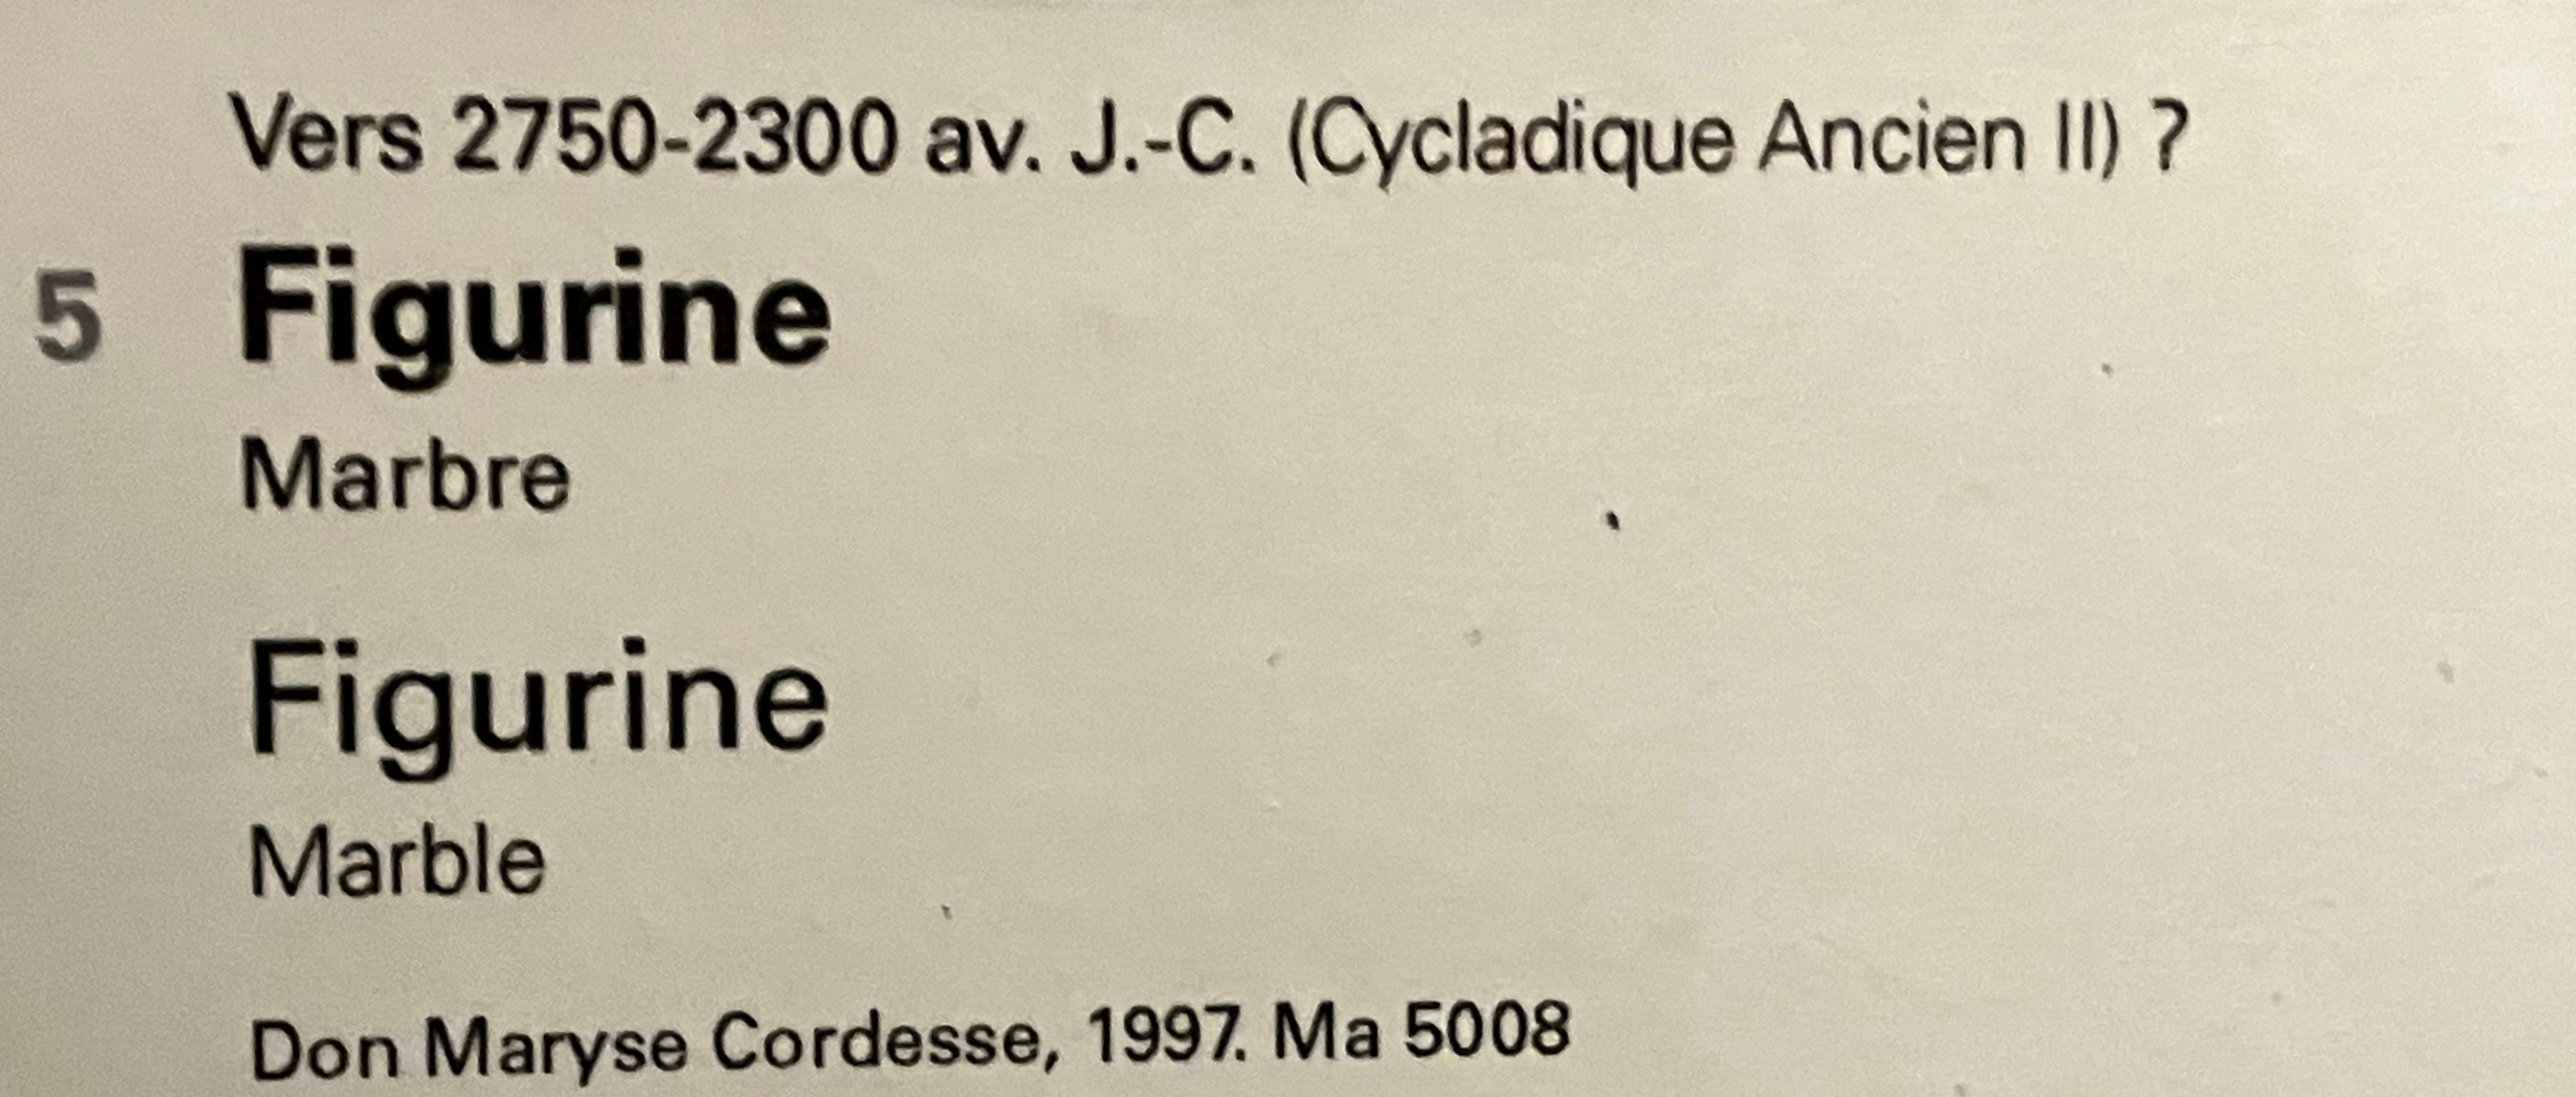 Vers 2750-2300 av. J.-C. (Cycladique Ancien II) ?
5 Figurine
Marbre
Figurine
Marble
Don Maryse Cordesse, 1997. Ma 5008